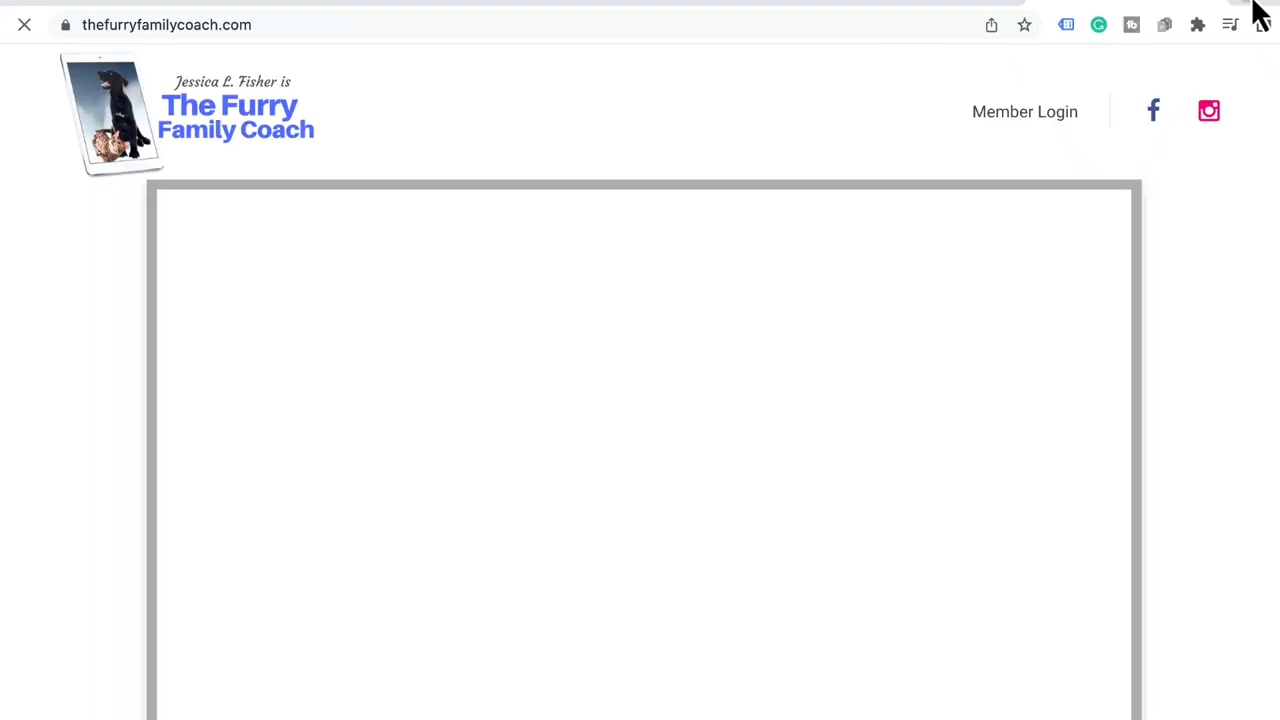 thefurryfamilycoach.com
Jessica L. Fisher is
The Furry
Family Coach
Member Login